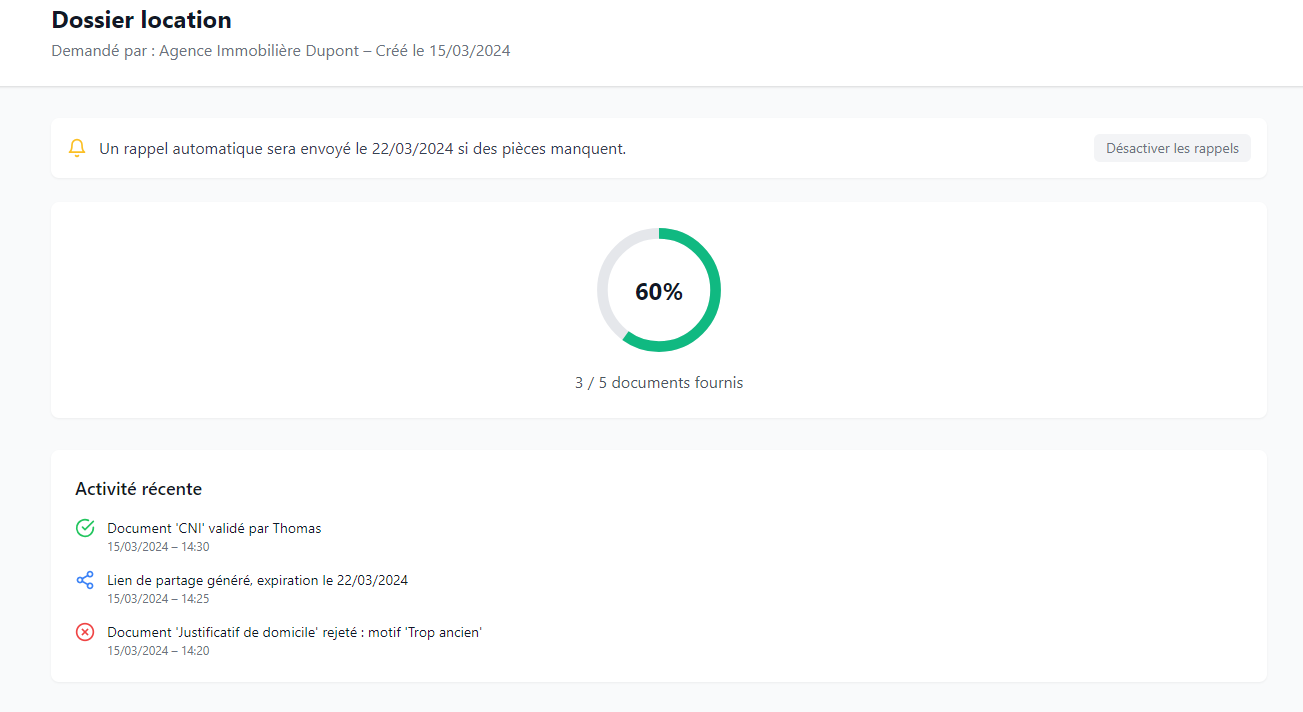 Dossier location
Demandé par : Agence Immobilière Dupont – Créé le 15/03/2024
Un rappel automatique sera envoyé le 22/03/2024 si des pièces manquent.
Désactiver les rappels
60%
3 / 5 documents fournis
Activité récente
Document 'CNI' validé par Thomas
15/03/2024 – 14:30
Lien de partage généré, expiration le 22/03/2024
15/03/2024 – 14:25
Document 'Justificatif de domicile' rejeté : motif 'Trop ancien'
15/03/2024 – 14:20